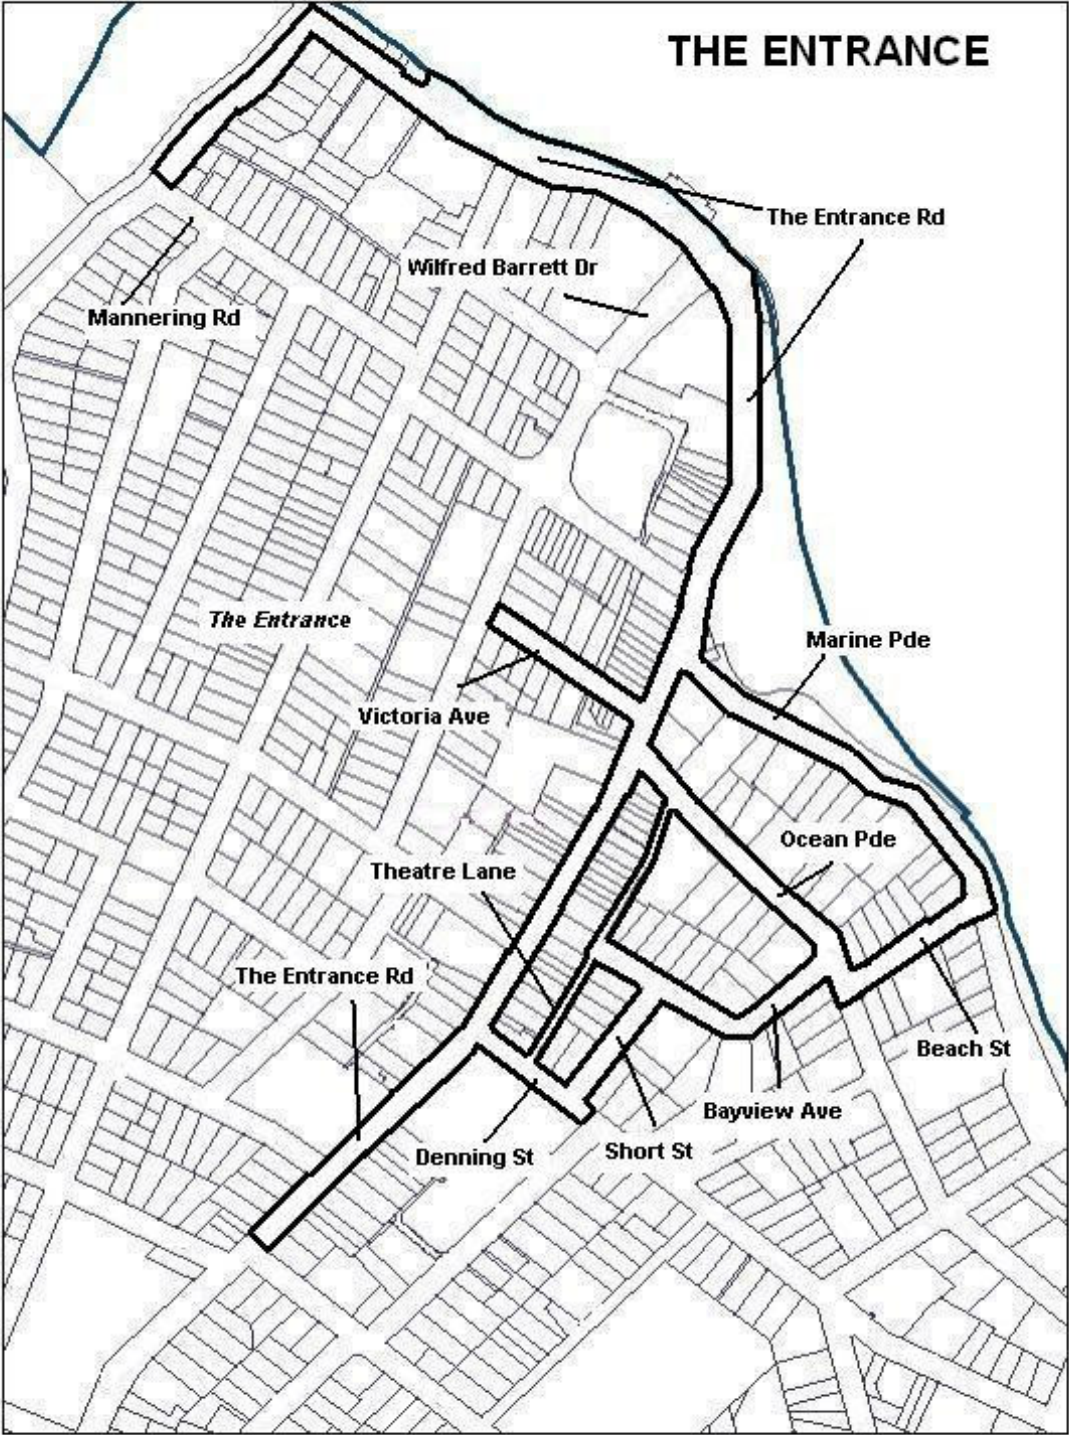 THE ENTRANCE
The Entrance Rd
Wilfred Barrett Dr
Mannering Rd
The Entrance
Marine Pde
Victoria Ave
Ocean Pde
Theatre Lane
The Entrance Rd
Beach St
Bayview Ave
Short St
Denning St